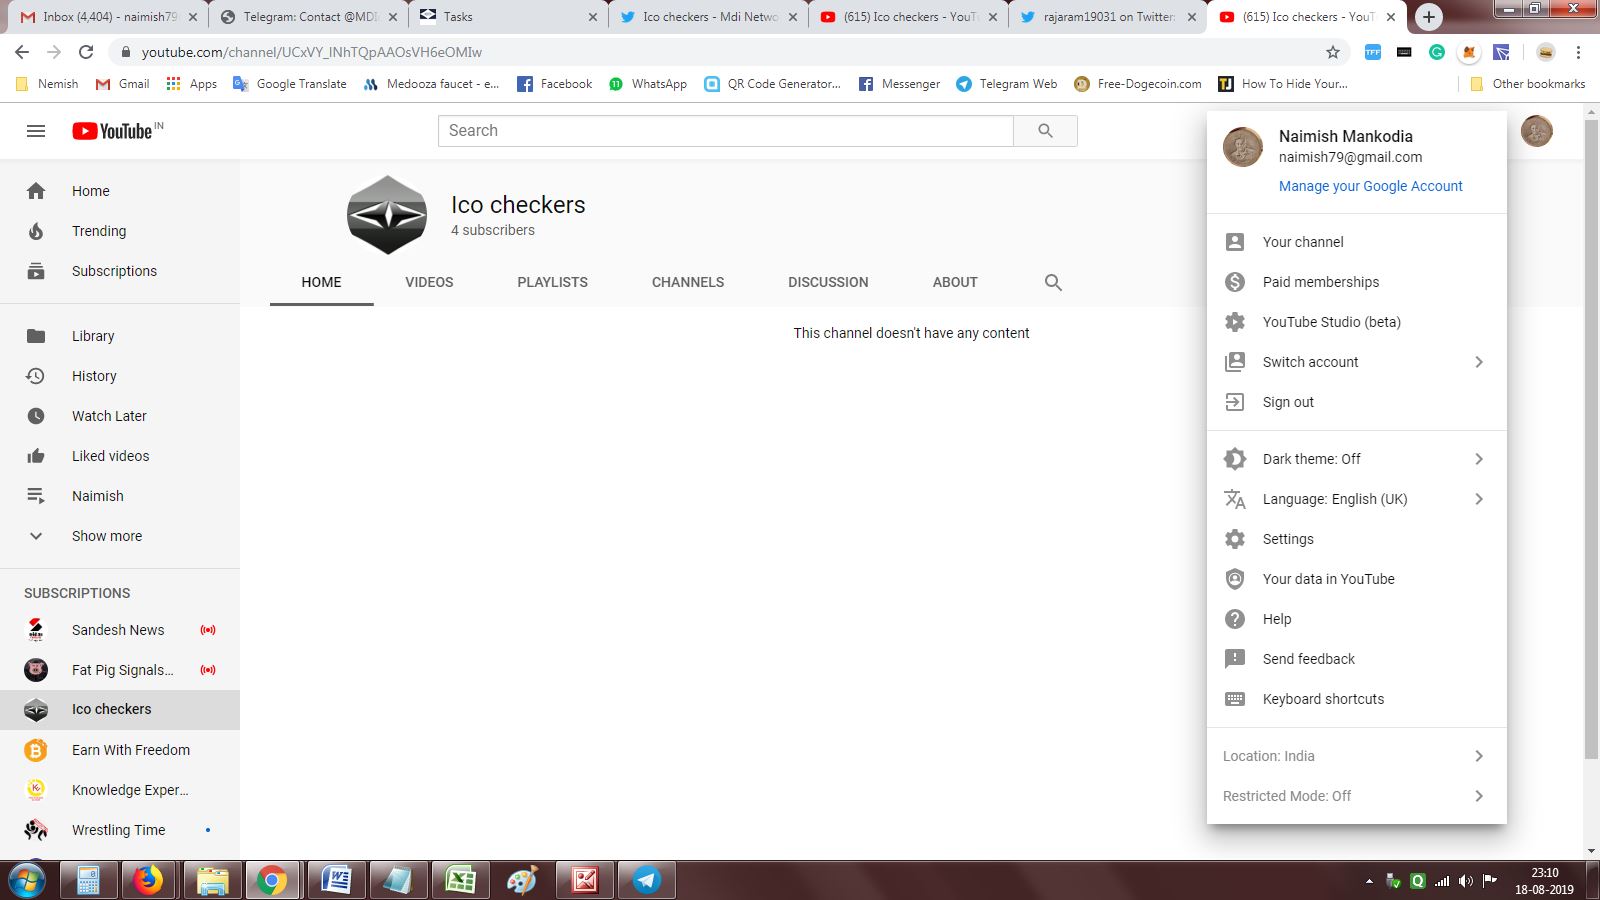 Inbox (4,404) - naimish79
Telegram: Contact @MDI
Tasks
Ico checkers - Mdi Netwo
(615) Ico checkers - YouT
rajaram19031 on Twitter:
(615) Ico checkers - YouT
youtube.com/channel/UCxVY_lNhTQpAAOsVH6eOMIw
TFF
Nemish
Gmail
Apps
Google Translate
Medooza faucet - e...
Facebook
11
WhatsApp
QR Code Generator...
Messenger
Telegram Web
Free-Dogecoin.com
TJ
How To Hide Your...
Other bookmarks
YouTube IN
Search
Home
Trending
Subscriptions
Library
History
Watch Later
Liked videos
Naimish
Show more
SUBSCRIPTIONS
Sandesh News
Fat Pig Signals...
Ico checkers
Earn With Freedom
Knowledge Exper...
Wrestling Time
Ico checkers
4 subscribers
HOME VIDEOS PLAYLISTS CHANNELS DISCUSSION ABOUT
This channel doesn't have any content
Naimish Mankodia
naimish79@gmail.com
Manage your Google Account
Your channel
Paid memberships
YouTube Studio (beta)
Switch account
Sign out
Dark theme: Off
Language: English (UK)
Settings
Your data in YouTube
Help
Send feedback
Keyboard shortcuts
Location: India
Restricted Mode: Off
23:10
18-08-2019